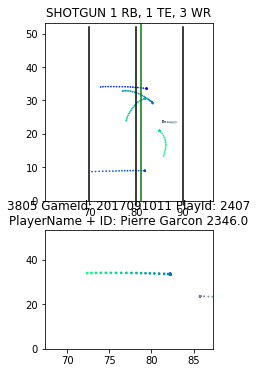 SHOTGUN 1 RB, 1 TE, 3 WR
50
40
30
20
10
0
70 80 90
3805 GameId: 2017091011 PlayId: 2407
PlayerName + ID: Pierre Garcon 2346.0
40
20
0
70 75 80 85